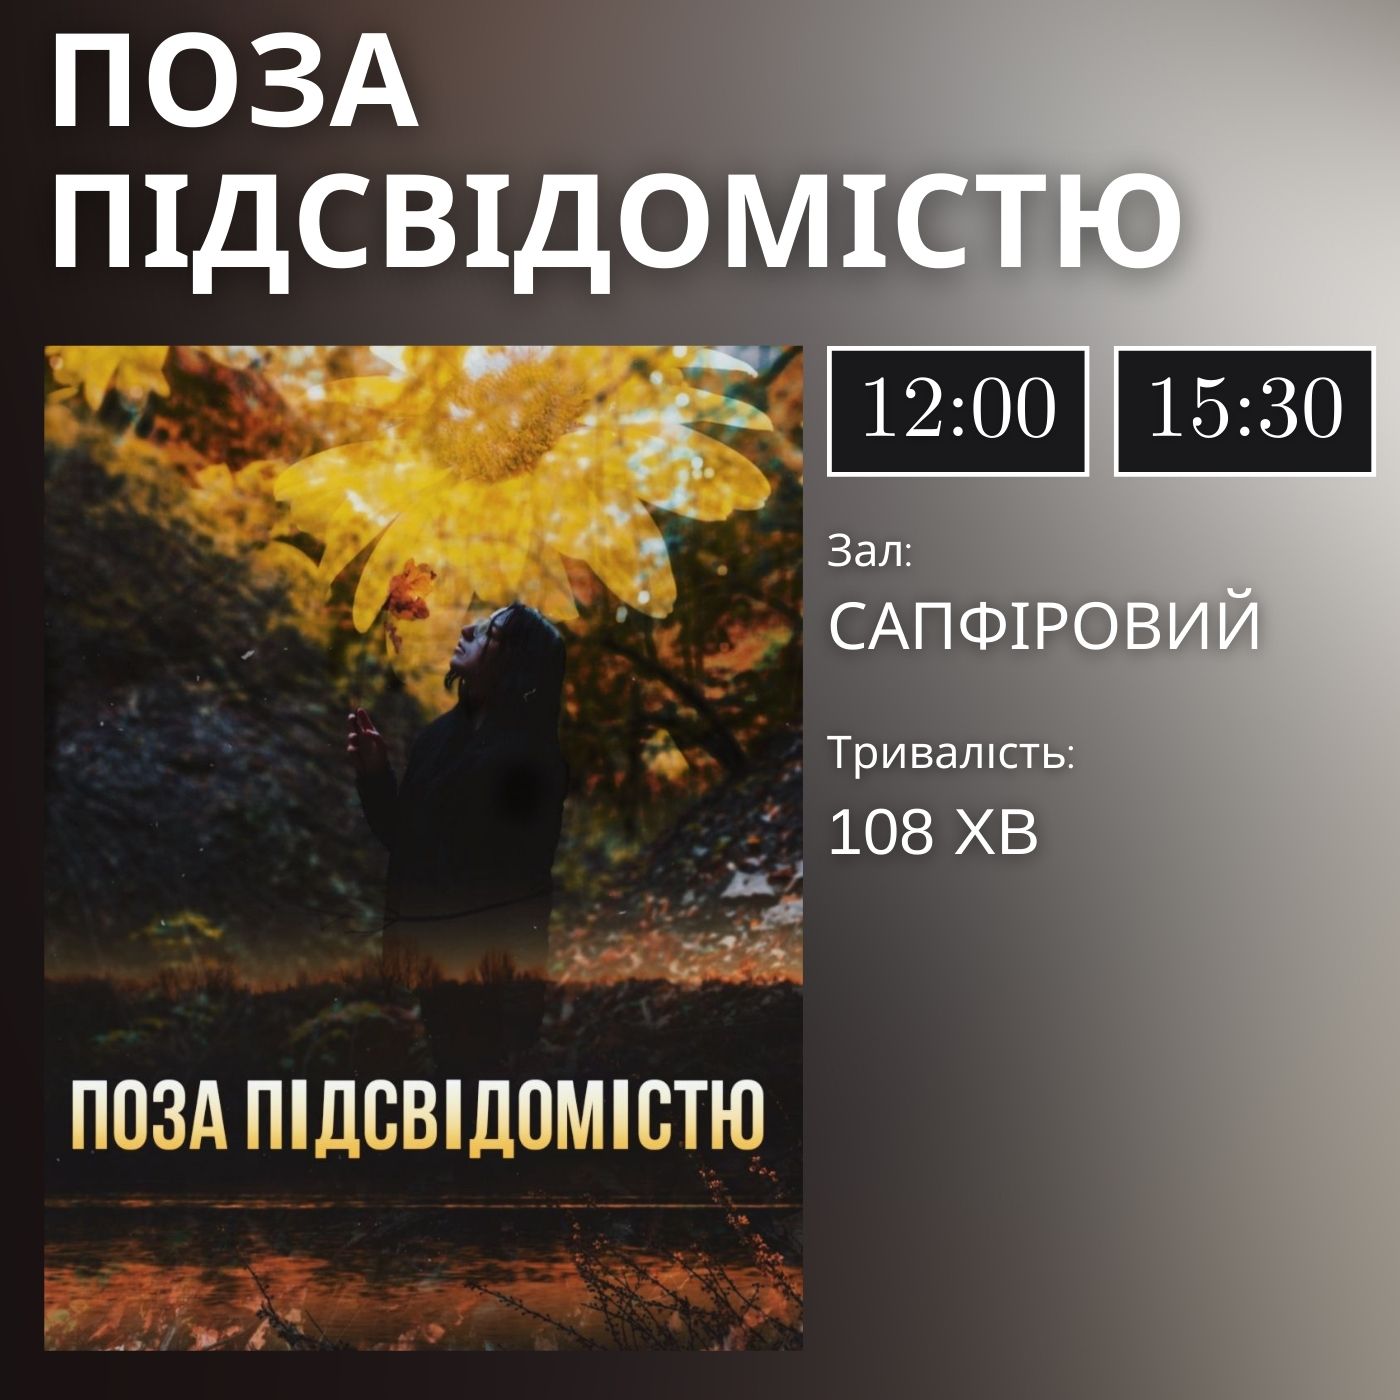 ПОЗА
ПІДСВІДОМІСТЮ
12:00
15:30
Зал:
САПФІРОВИЙ
Тривалість:
108 ХВ
ПОЗА ПІДСВІДОМІСТЮ